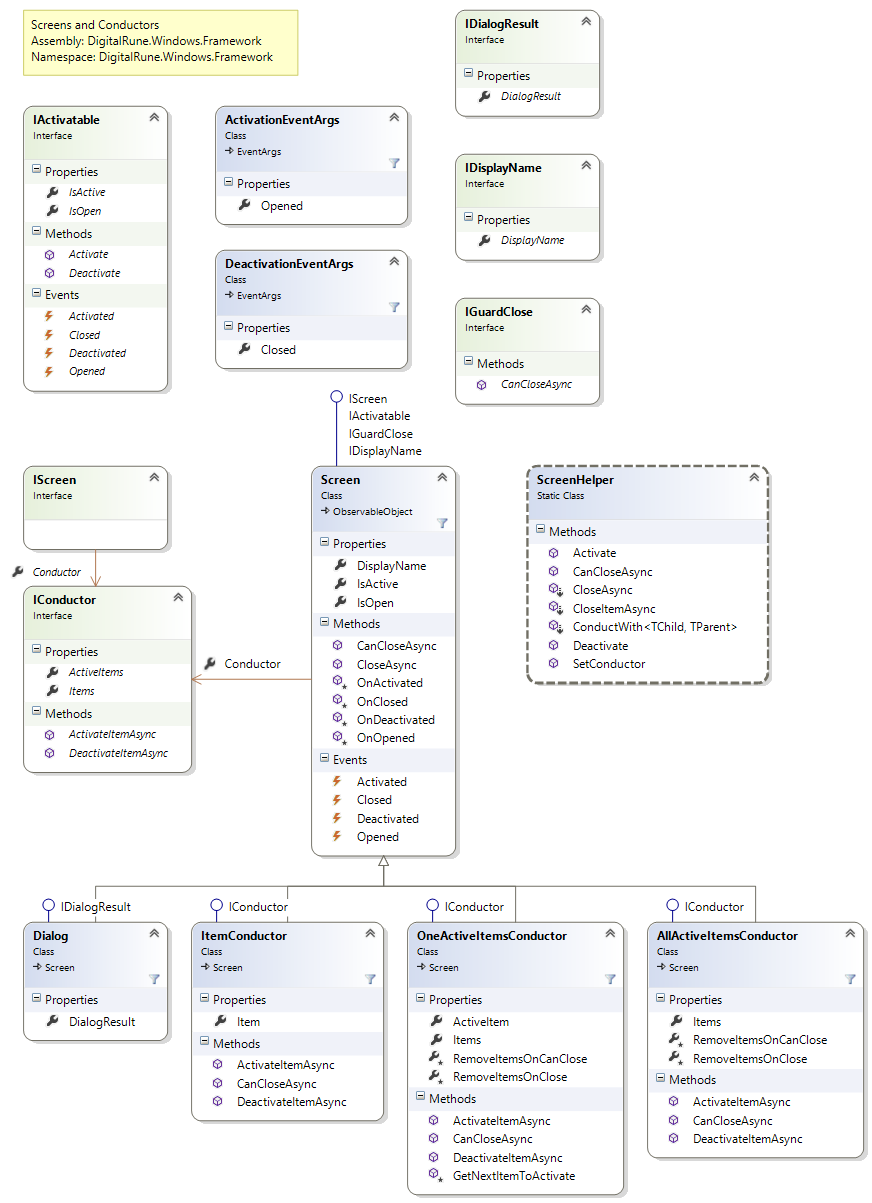 Screens and Conductors
Assembly: DigitalRune.Windows.Framework
Namespace: DigitalRune.Windows.Framework
IDialogResult
Interface
Properties
DialogResult
IActivatable
Interface
Properties
IsActive
IsOpen
Methods
Activate
Deactivate
Events
Activated
Closed
Deactivated
Opened
ActivationEventArgs
Class
EventArgs
Properties
Opened
IDisplayName
Interface
Properties
DisplayName
DeactivationEventArgs
Class
EventArgs
Properties
Closed
IGuardClose
Interface
Methods
CanCloseAsync
IScreen
IActivatable
IGuardClose
IDisplayName
IScreen
Interface
Conductor
IConductor
Interface
Properties
ActiveItems
Items
Methods
ActivateItemAsync
DeactivateItemAsync
Conductor
Screen
Class
ObservableObject
Properties
DisplayName
IsActive
IsOpen
Methods
CanCloseAsync
CloseAsync
OnActivated
OnClosed
OnDeactivated
OnOpened
Events
Activated
Closed
Deactivated
Opened
ScreenHelper
Static Class
Methods
Activate
CanCloseAsync
CloseAsync
CloseItemAsync
ConductWith<TChild, TParent>
Deactivate
SetConductor
IDialogResult
Dialog
Class
Screen
Properties
DialogResult
IConductor
ItemConductor
Class
Screen
Properties
Item
Methods
ActivateItemAsync
CanCloseAsync
DeactivateItemAsync
IConductor
OneActiveItemsConductor
Class
Screen
Properties
ActiveItem
Items
RemoveItemsOnCanClose
RemoveItemsOnClose
Methods
ActivateItemAsync
CanCloseAsync
DeactivateItemAsync
GetNextItemToActivate
IConductor
AllActiveItemsConductor
Class
Screen
Properties
Items
RemoveItemsOnCanClose
RemoveItemsOnClose
Methods
ActivateItemAsync
CanCloseAsync
DeactivateItemAsync